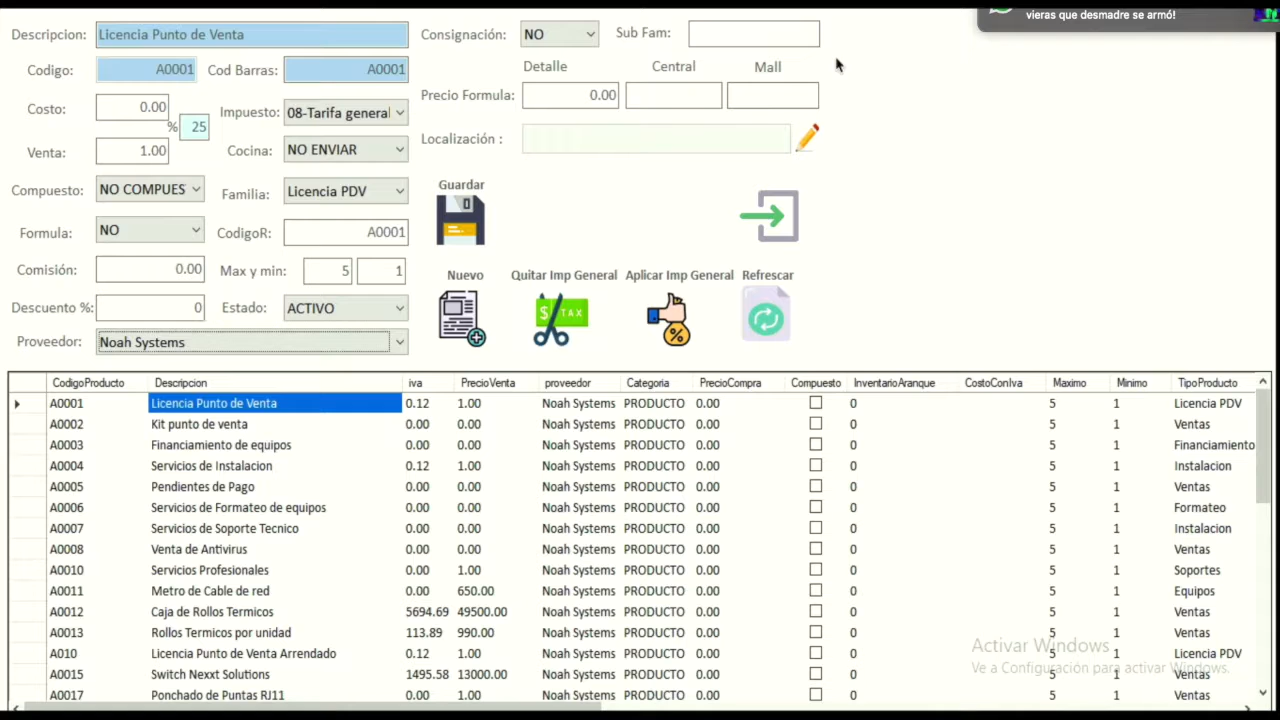 vieras que desmadre se armó!
Descripcion: Licencia Punto de Venta Consignación: NO Sub Fam:
Codigo: A0001 Cod Barras: A0001 Detalle Central Mall
Costo: 0.00 % 25 Impuesto: 08-Tarifa general Precio Formula: 0.00
Venta: 1.00 Cocina: NO ENVIAR Localización :
Compuesto: NO COMPUES Familia: Licencia PDV Guardar
Formula: NO CodigoR: A0001
Comisión: 0.00 Max y min: 5 1 Nuevo Quitar Imp General Aplicar Imp General Refrescar
Descuento %: 0 Estado: ACTIVO $ TAX %
Proveedor: Noah Systems
CodigoProducto Descripcion iva PrecioVenta proveedor Categoria PrecioCompra Compuesto InventarioAranque CostoConIva Maximo Minimo TipoProducto
A0001 Licencia Punto de Venta 0.12 1.00 Noah Systems PRODUCTO 0.00 0 5 1 Licencia PDV
A0002 Kit punto de venta 0.00 0.00 Noah Systems PRODUCTO 0.00 0 5 1 Ventas
A0003 Financiamiento de equipos 0.00 0.00 Noah Systems PRODUCTO 0.00 0 5 1 Financiamiento
A0004 Servicios de Instalacion 0.12 1.00 Noah Systems PRODUCTO 0.00 0 5 1 Instalacion
A0005 Pendientes de Pago 0.00 0.00 Noah Systems PRODUCTO 0.00 0 5 1 Ventas
A0006 Servicios de Formateo de equipos 0.00 0.00 Noah Systems PRODUCTO 0.00 0 5 1 Formateo
A0007 Servicios de Soporte Tecnico 0.00 0.00 Noah Systems PRODUCTO 0.00 0 5 1 Instalacion
A0008 Venta de Antivirus 0.00 0.00 Noah Systems PRODUCTO 0.00 0 5 1 Ventas
A0010 Servicios Profesionales 0.00 1.00 Noah Systems PRODUCTO 0.00 0 5 1 Soportes
A0011 Metro de Cable de red 0.00 650.00 Noah Systems PRODUCTO 0.00 0 5 1 Equipos
A0012 Caja de Rollos Termicos 5694.69 49500.00 Noah Systems PRODUCTO 0.00 0 5 1 Ventas
A0013 Rollos Termicos por unidad 113.89 990.00 Noah Systems PRODUCTO 0.00 0 5 1 Ventas
A010 Licencia Punto de Venta Arrendado 0.12 1.00 Noah Systems PRODUCTO 0.00 0 5 1 Licencia PDV
A0015 Switch Nexxt Solutions 1495.58 13000.00 Noah Systems PRODUCTO 0.00 0 5 1 Ventas
A0017 Ponchado de Puntas RJ11 0.00 1.00 Noah Systems PRODUCTO 0.00 0 5 1 Ventas
Activar Windows
Ve a Configuración para activar Windows.